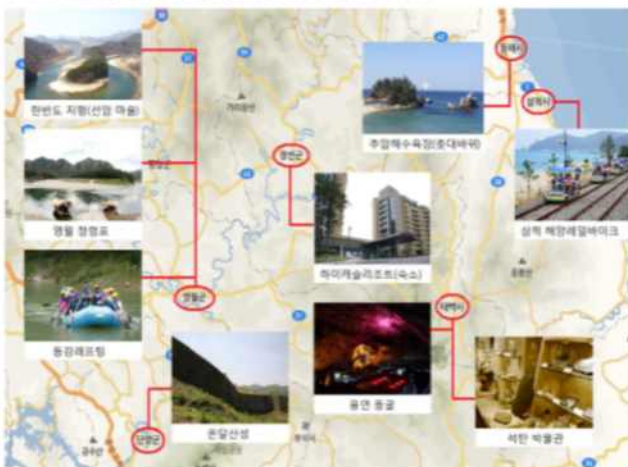 한반도 지형(선암 마을)
영월 청령포
동강래프팅
영월군
단양군
온달산성
정선군
하이캐슬리조트(숙소)
동해시
추암해수욕장(촛대바위)
삼척시
삼척 해양레일바이크
태백시
용연 동굴
석탄 박물관
가리왕산